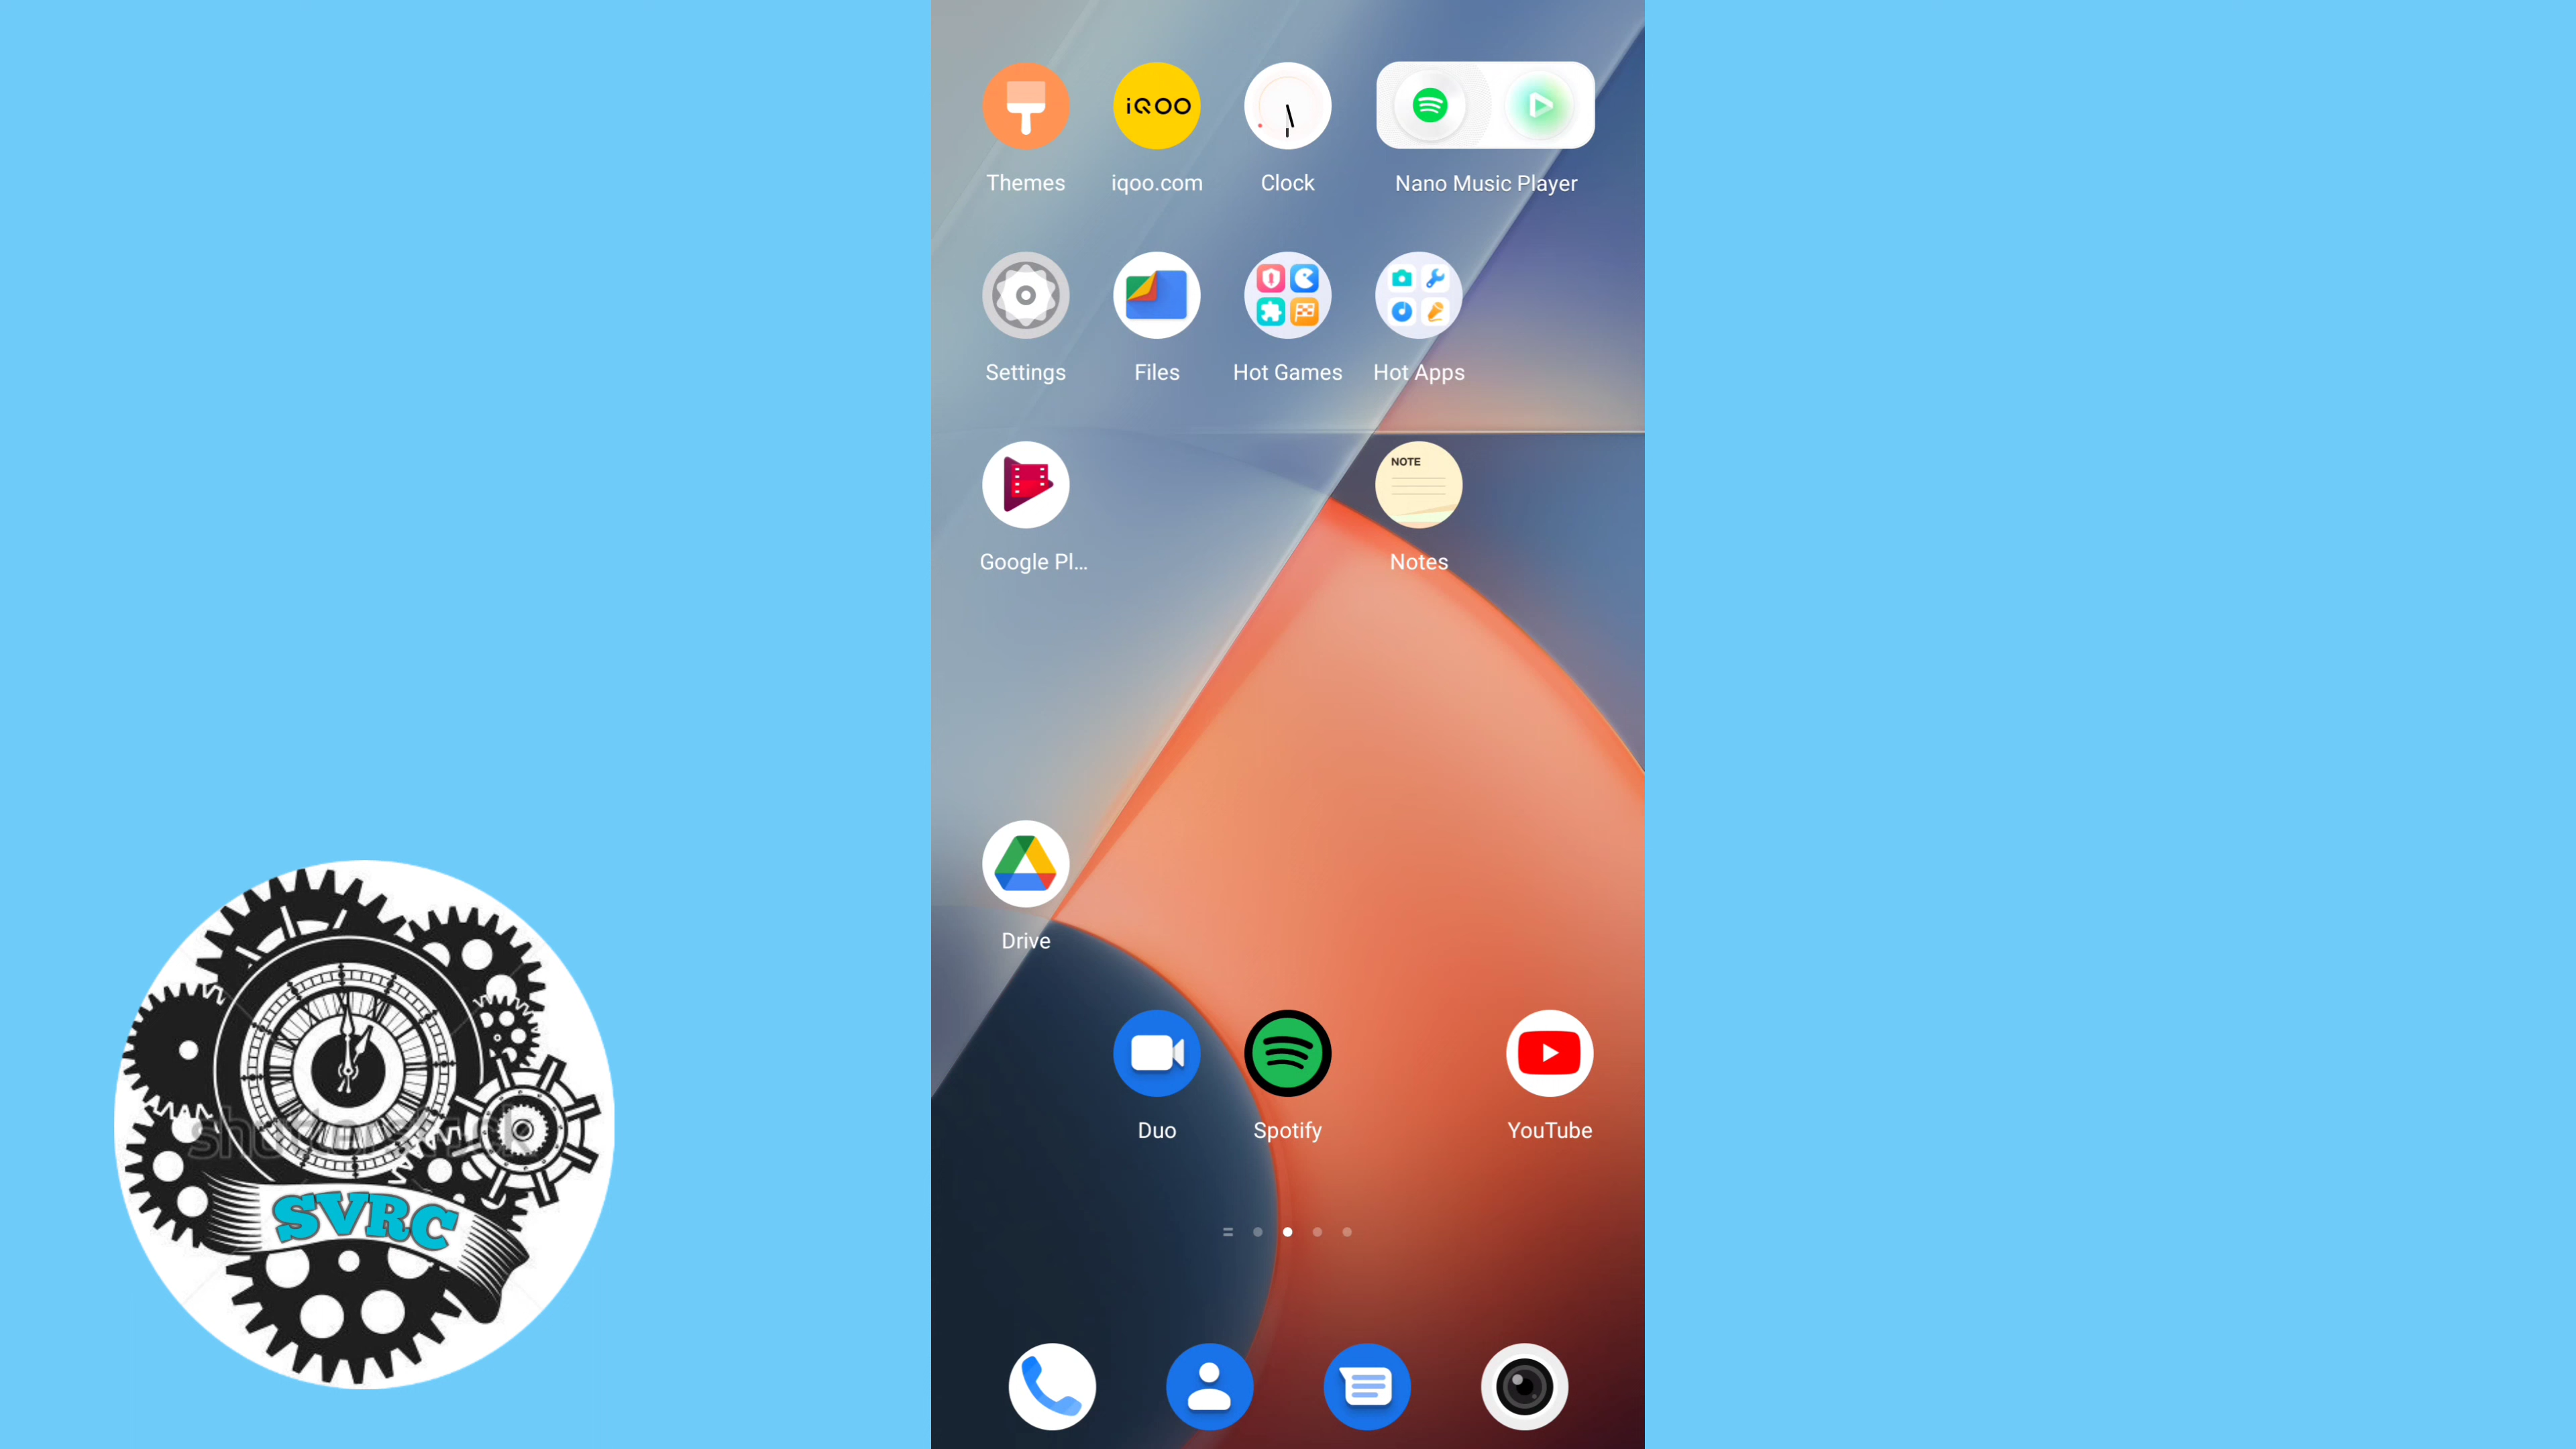 iQOO
Themes
iqoo.com
Clock
Nano Music Player
Settings
Files
Hot Games
Hot Apps
NOTE
Google Pl...
Notes
Drive
Duo
Spotify
YouTube
shutterstock
SVRC